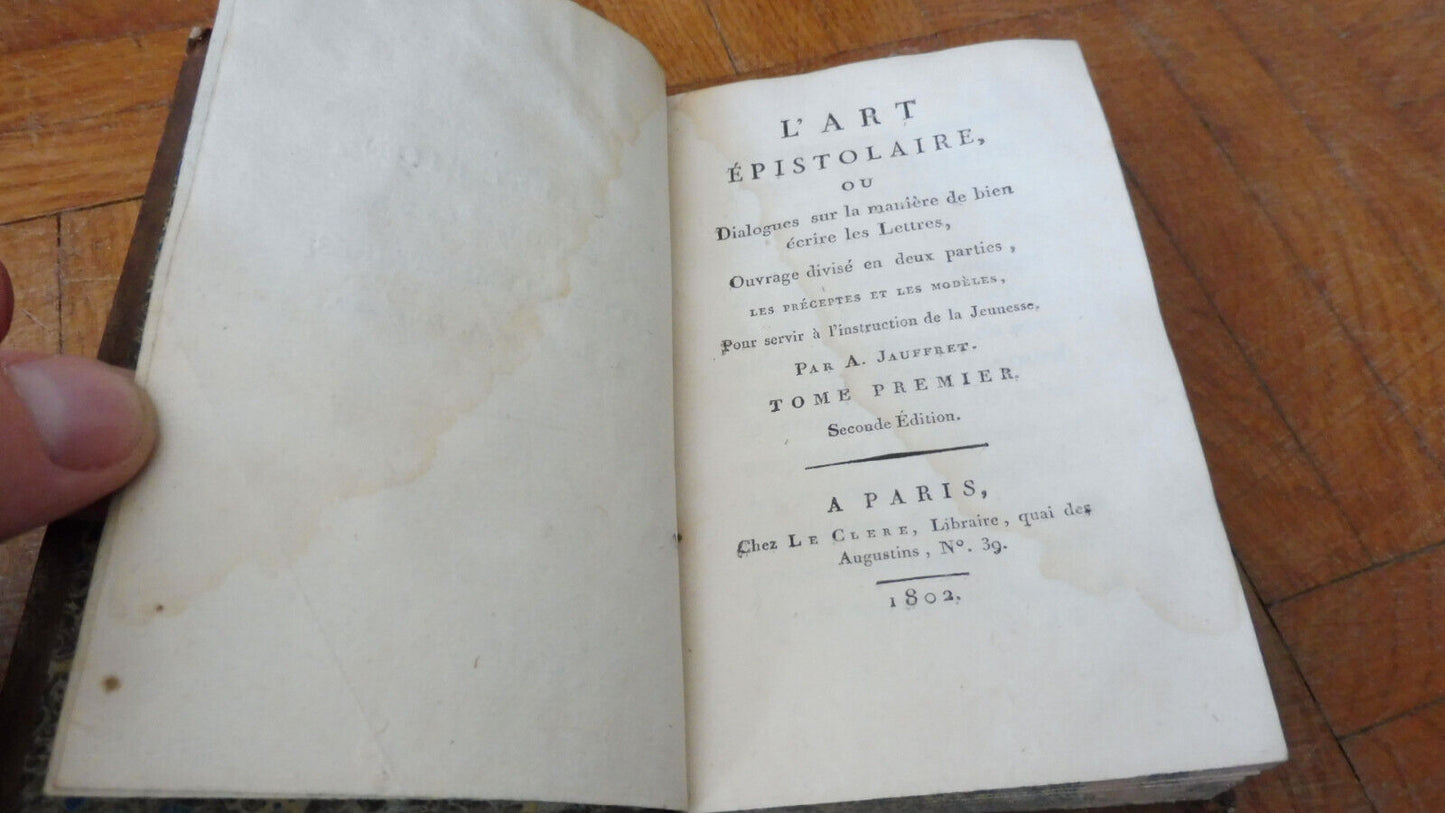 L'ART
ÉPISTOLAIRE,
OU
Dialogues sur la manière de bien
écrire les Lettres,
Ouvrage divisé en deux parties,
LES PRÉCEPTES ET LES MODÈLES,
Pour servir à l'instruction de la Jeunesse.
PAR A. JAUFFRET.
TOME PREMIER.
Seconde Édition.
A PARIS,
Chez LE CLERE, Libraire, quai des
Augustins, Nº. 39.
1802.